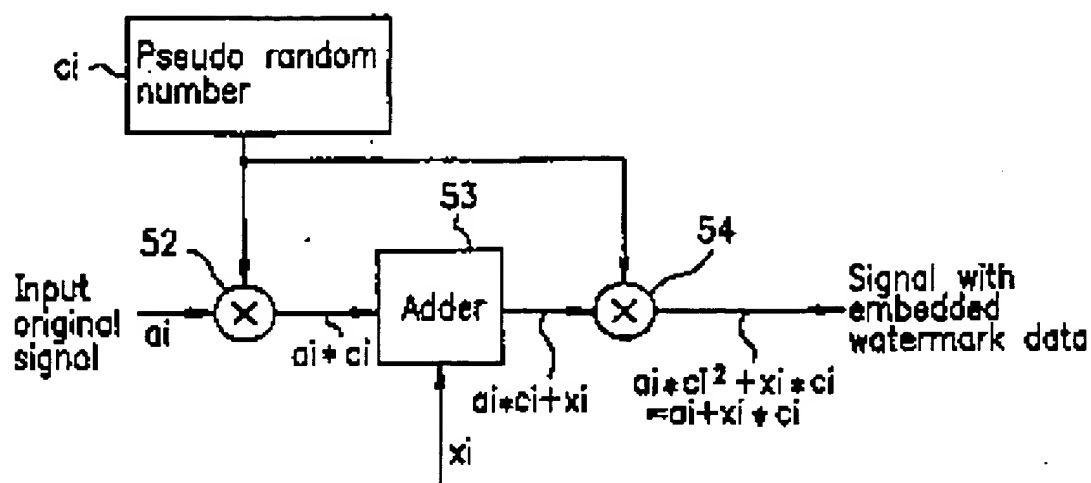 ci
Pseudo random
number
52
53
54
Input
original
signal
ai
×
ai*ci
Adder
ai*ci+xi
×
xi
ai*ci²+xi*ci
=ai+xi*ci
Signal with
embedded
watermark data